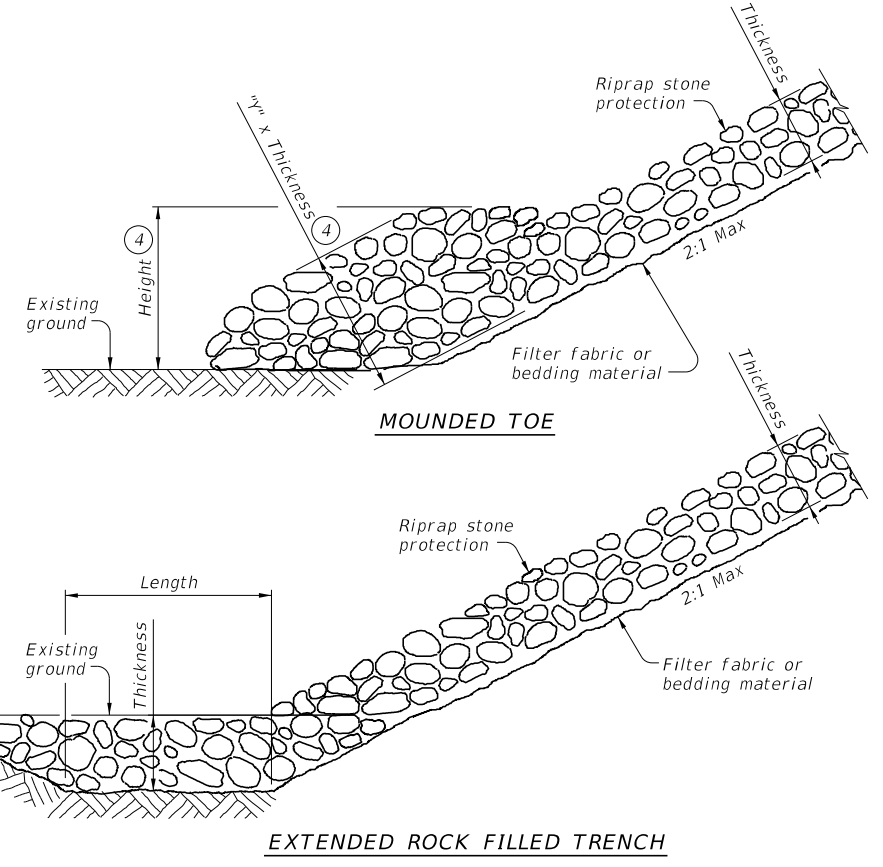 Thickness
Riprap stone
protection
"Y" x Thickness
4
4
Height
Existing
ground
2:1 Max
Filter fabric or
bedding material
MOUNDED TOE
Thickness
Riprap stone
protection
2:1 Max
Length
Existing
ground
Thickness
Filter fabric or
bedding material
EXTENDED ROCK FILLED TRENCH